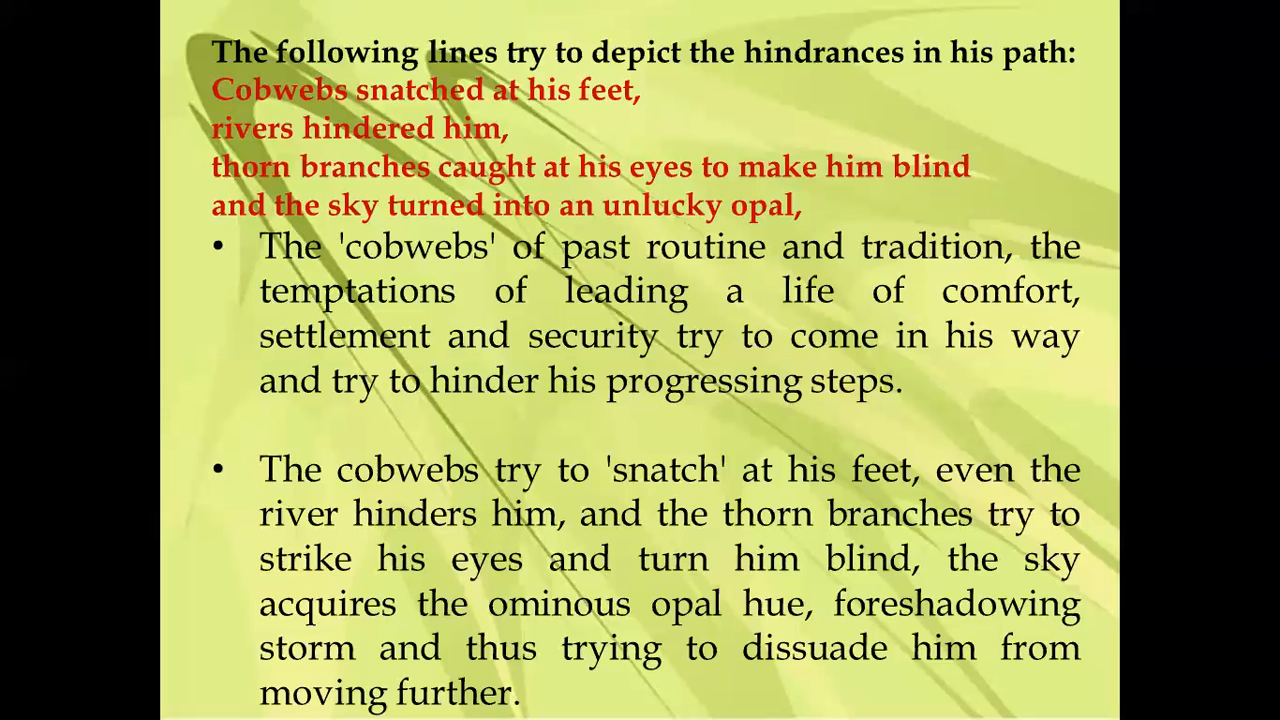 The following lines try to depict the hindrances in his path:
Cobwebs snatched at his feet,
rivers hindered him,
thorn branches caught at his eyes to make him blind
and the sky turned into an unlucky opal,
• The 'cobwebs' of past routine and tradition, the
temptations of leading a life of comfort,
settlement and security try to come in his way
and try to hinder his progressing steps.
• The cobwebs try to 'snatch' at his feet, even the
river hinders him, and the thorn branches try to
strike his eyes and turn him blind, the sky
acquires the ominous opal hue, foreshadowing
storm and thus trying to dissuade him from
moving further.